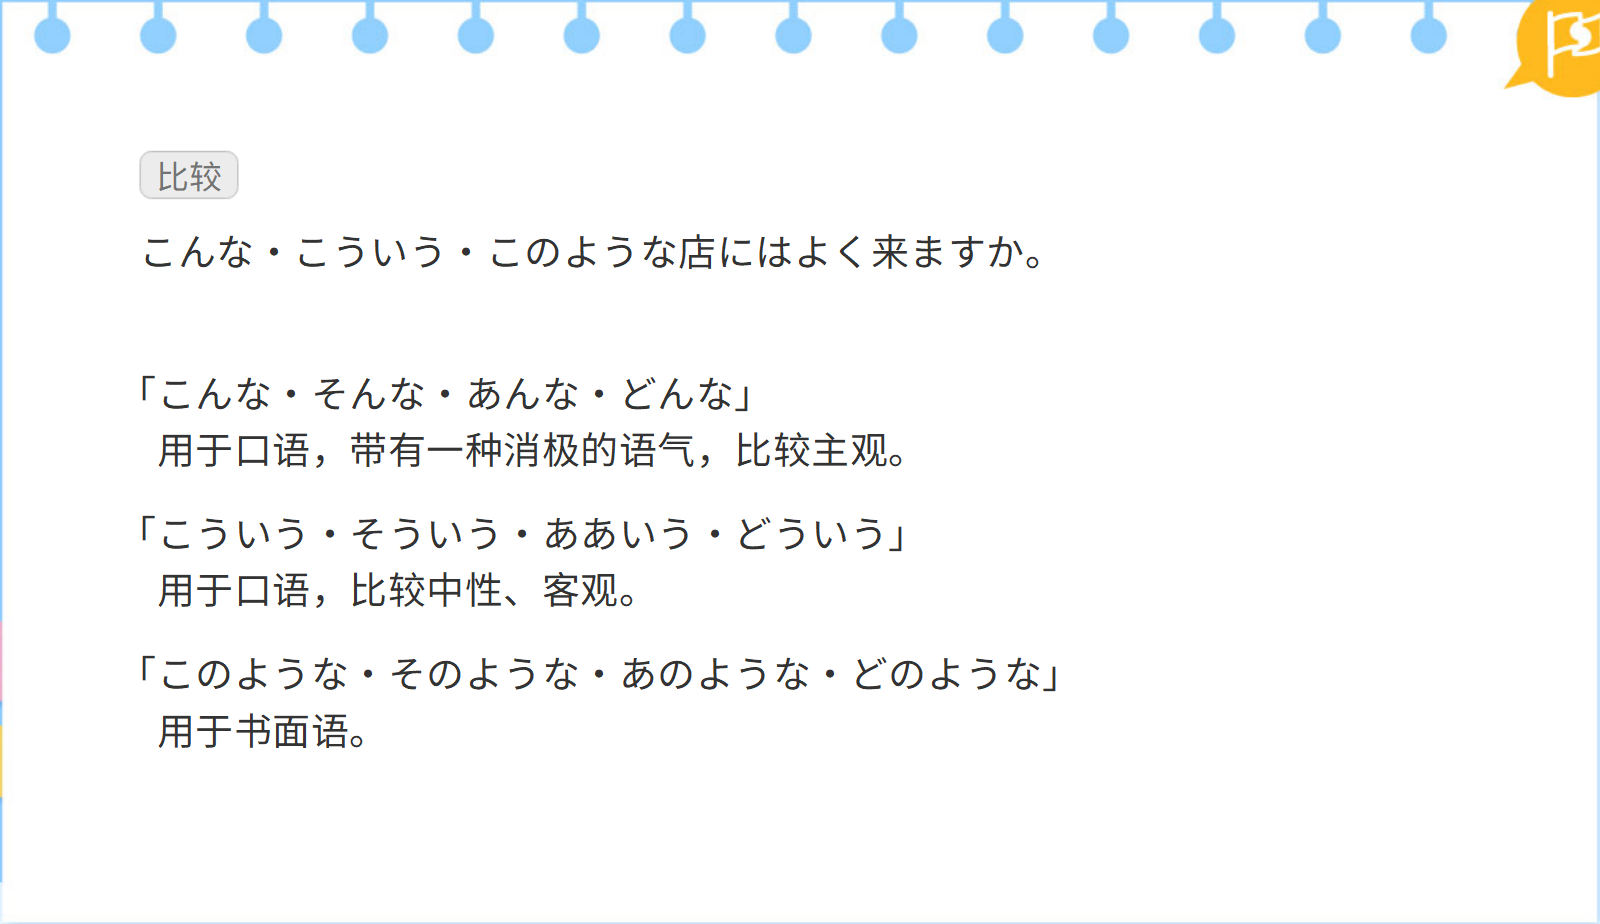 比较
こんな・こういう・このような店にはよく来ますか。
「こんな・そんな・あんな・どんな」
用于口语，带有一种消极的语气，比较主观。
「こういう・そういう・ああいう・どういう」
用于口语，比较中性、客观。
「このような・そのような・あのような・どのような」
用于书面语。